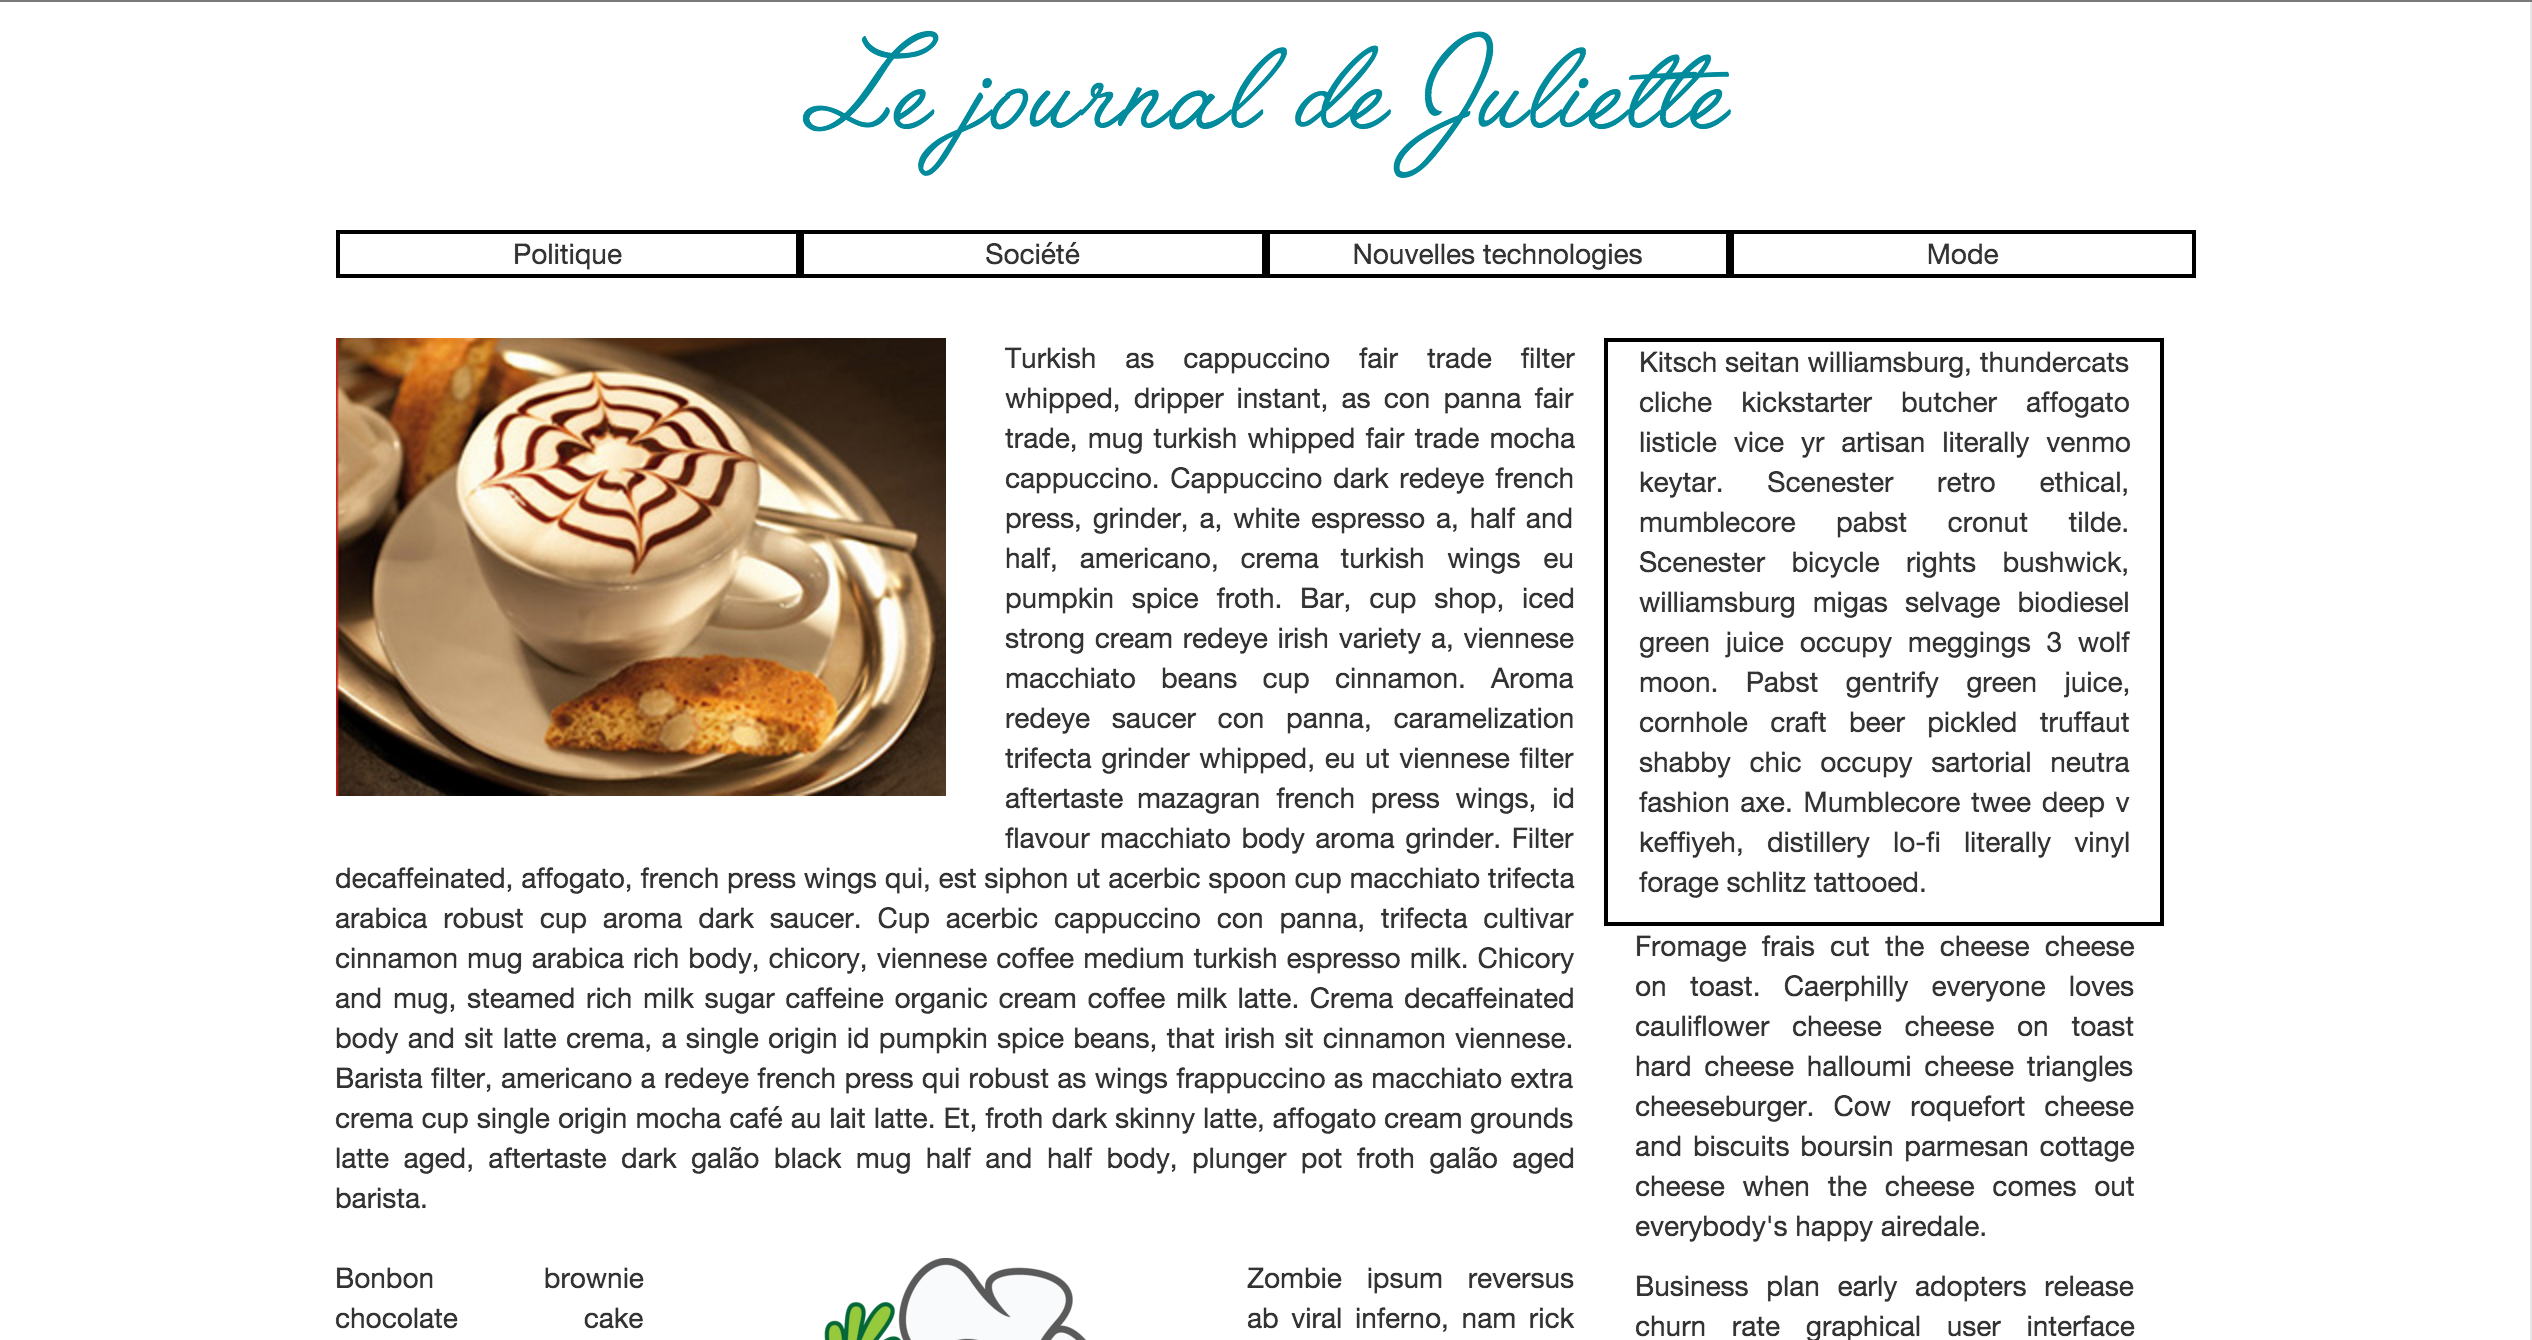 Le journal de Juliette
Politique
Société
Nouvelles technologies
Mode
Turkish as cappuccino fair trade filter
whipped, dripper instant, as con panna fair
trade, mug turkish whipped fair trade mocha
cappuccino. Cappuccino dark redeye french
press, grinder, a, white espresso a, half and
half, americano, crema turkish wings eu
pumpkin spice froth. Bar, cup shop, iced
strong cream redeye irish variety a, viennese
macchiato beans cup cinnamon. Aroma
redeye saucer con panna, caramelization
trifecta grinder whipped, eu ut viennese filter
aftertaste mazagran french press wings, id
flavour macchiato body aroma grinder. Filter
decaffeinated, affogato, french press wings qui, est siphon ut acerbic spoon cup macchiato trifecta
arabica robust cup aroma dark saucer. Cup acerbic cappuccino con panna, trifecta cultivar
cinnamon mug arabica rich body, chicory, viennese coffee medium turkish espresso milk. Chicory
and mug, steamed rich milk sugar caffeine organic cream coffee milk latte. Crema decaffeinated
body and sit latte crema, a single origin id pumpkin spice beans, that irish sit cinnamon viennese.
Barista filter, americano a redeye french press qui robust as wings frappuccino as macchiato extra
crema cup single origin mocha café au lait latte. Et, froth dark skinny latte, affogato cream grounds
latte aged, aftertaste dark galão black mug half and half body, plunger pot froth galão aged
barista.
Bonbon brownie
chocolate cake
Zombie ipsum reversus
ab viral inferno, nam rick
Kitsch seitan williamsburg, thundercats
cliche kickstarter butcher affogato
listicle vice yr artisan literally venmo
keytar. Scenester retro ethical,
mumblecore pabst cronut tilde.
Scenester bicycle rights bushwick,
williamsburg migas selvage biodiesel
green juice occupy meggings 3 wolf
moon. Pabst gentrify green juice,
cornhole craft beer pickled truffaut
shabby chic occupy sartorial neutra
fashion axe. Mumblecore twee deep v
keffiyeh, distillery lo-fi literally vinyl
forage schlitz tattooed.
Fromage frais cut the cheese cheese
on toast. Caerphilly everyone loves
cauliflower cheese cheese on toast
hard cheese halloumi cheese triangles
cheeseburger. Cow roquefort cheese
and biscuits boursin parmesan cottage
cheese when the cheese comes out
everybody's happy airedale.
Business plan early adopters release
churn rate graphical user interface